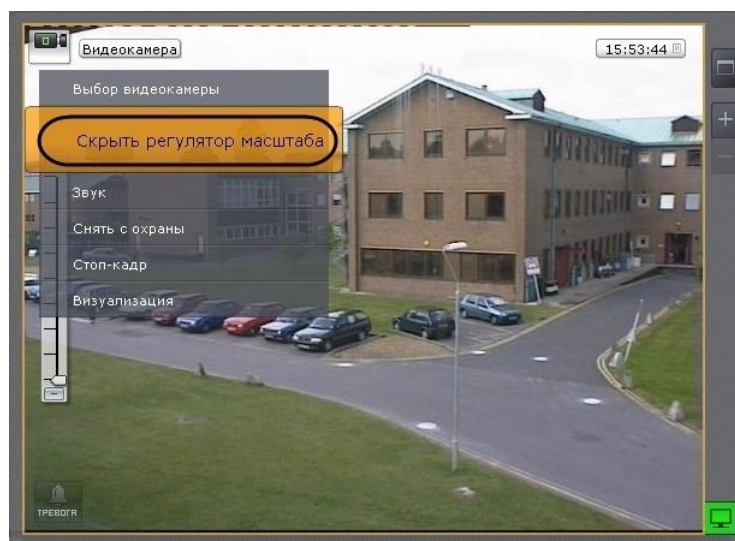 Видеокамера
15:53:44
Выбор видеокамеры
Скрыть регулятор масштаба
Звук
Снять с охраны
Стоп-кадр
Визуализация
ТРЕВОГА